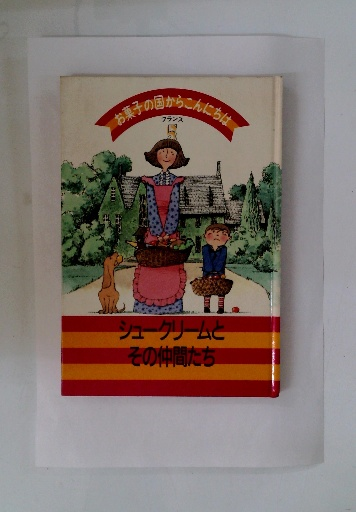 お菓子の国からこんにちは
フランス
シュークリームと
その仲間たち